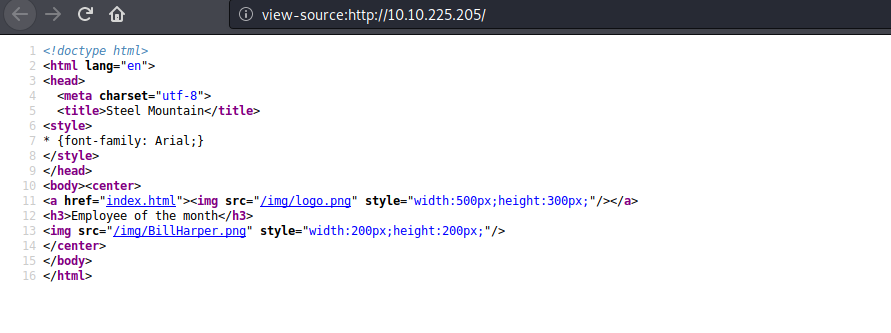 view-source:http://10.10.225.205/
1 <!doctype html>
2 <html lang="en">
3 <head>
4   <meta charset="utf-8">
5   <title>Steel Mountain</title>
6 <style>
7 * {font-family: Arial;}
8 </style>
9 </head>
10 <body><center>
11 <a href="index.html"><img src="/img/logo.png" style="width:500px;height:300px;"/></a>
12 <h3>Employee of the month</h3>
13 <img src="/img/BillHarper.png" style="width:200px;height:200px;"/>
14 </center>
15 </body>
16 </html>